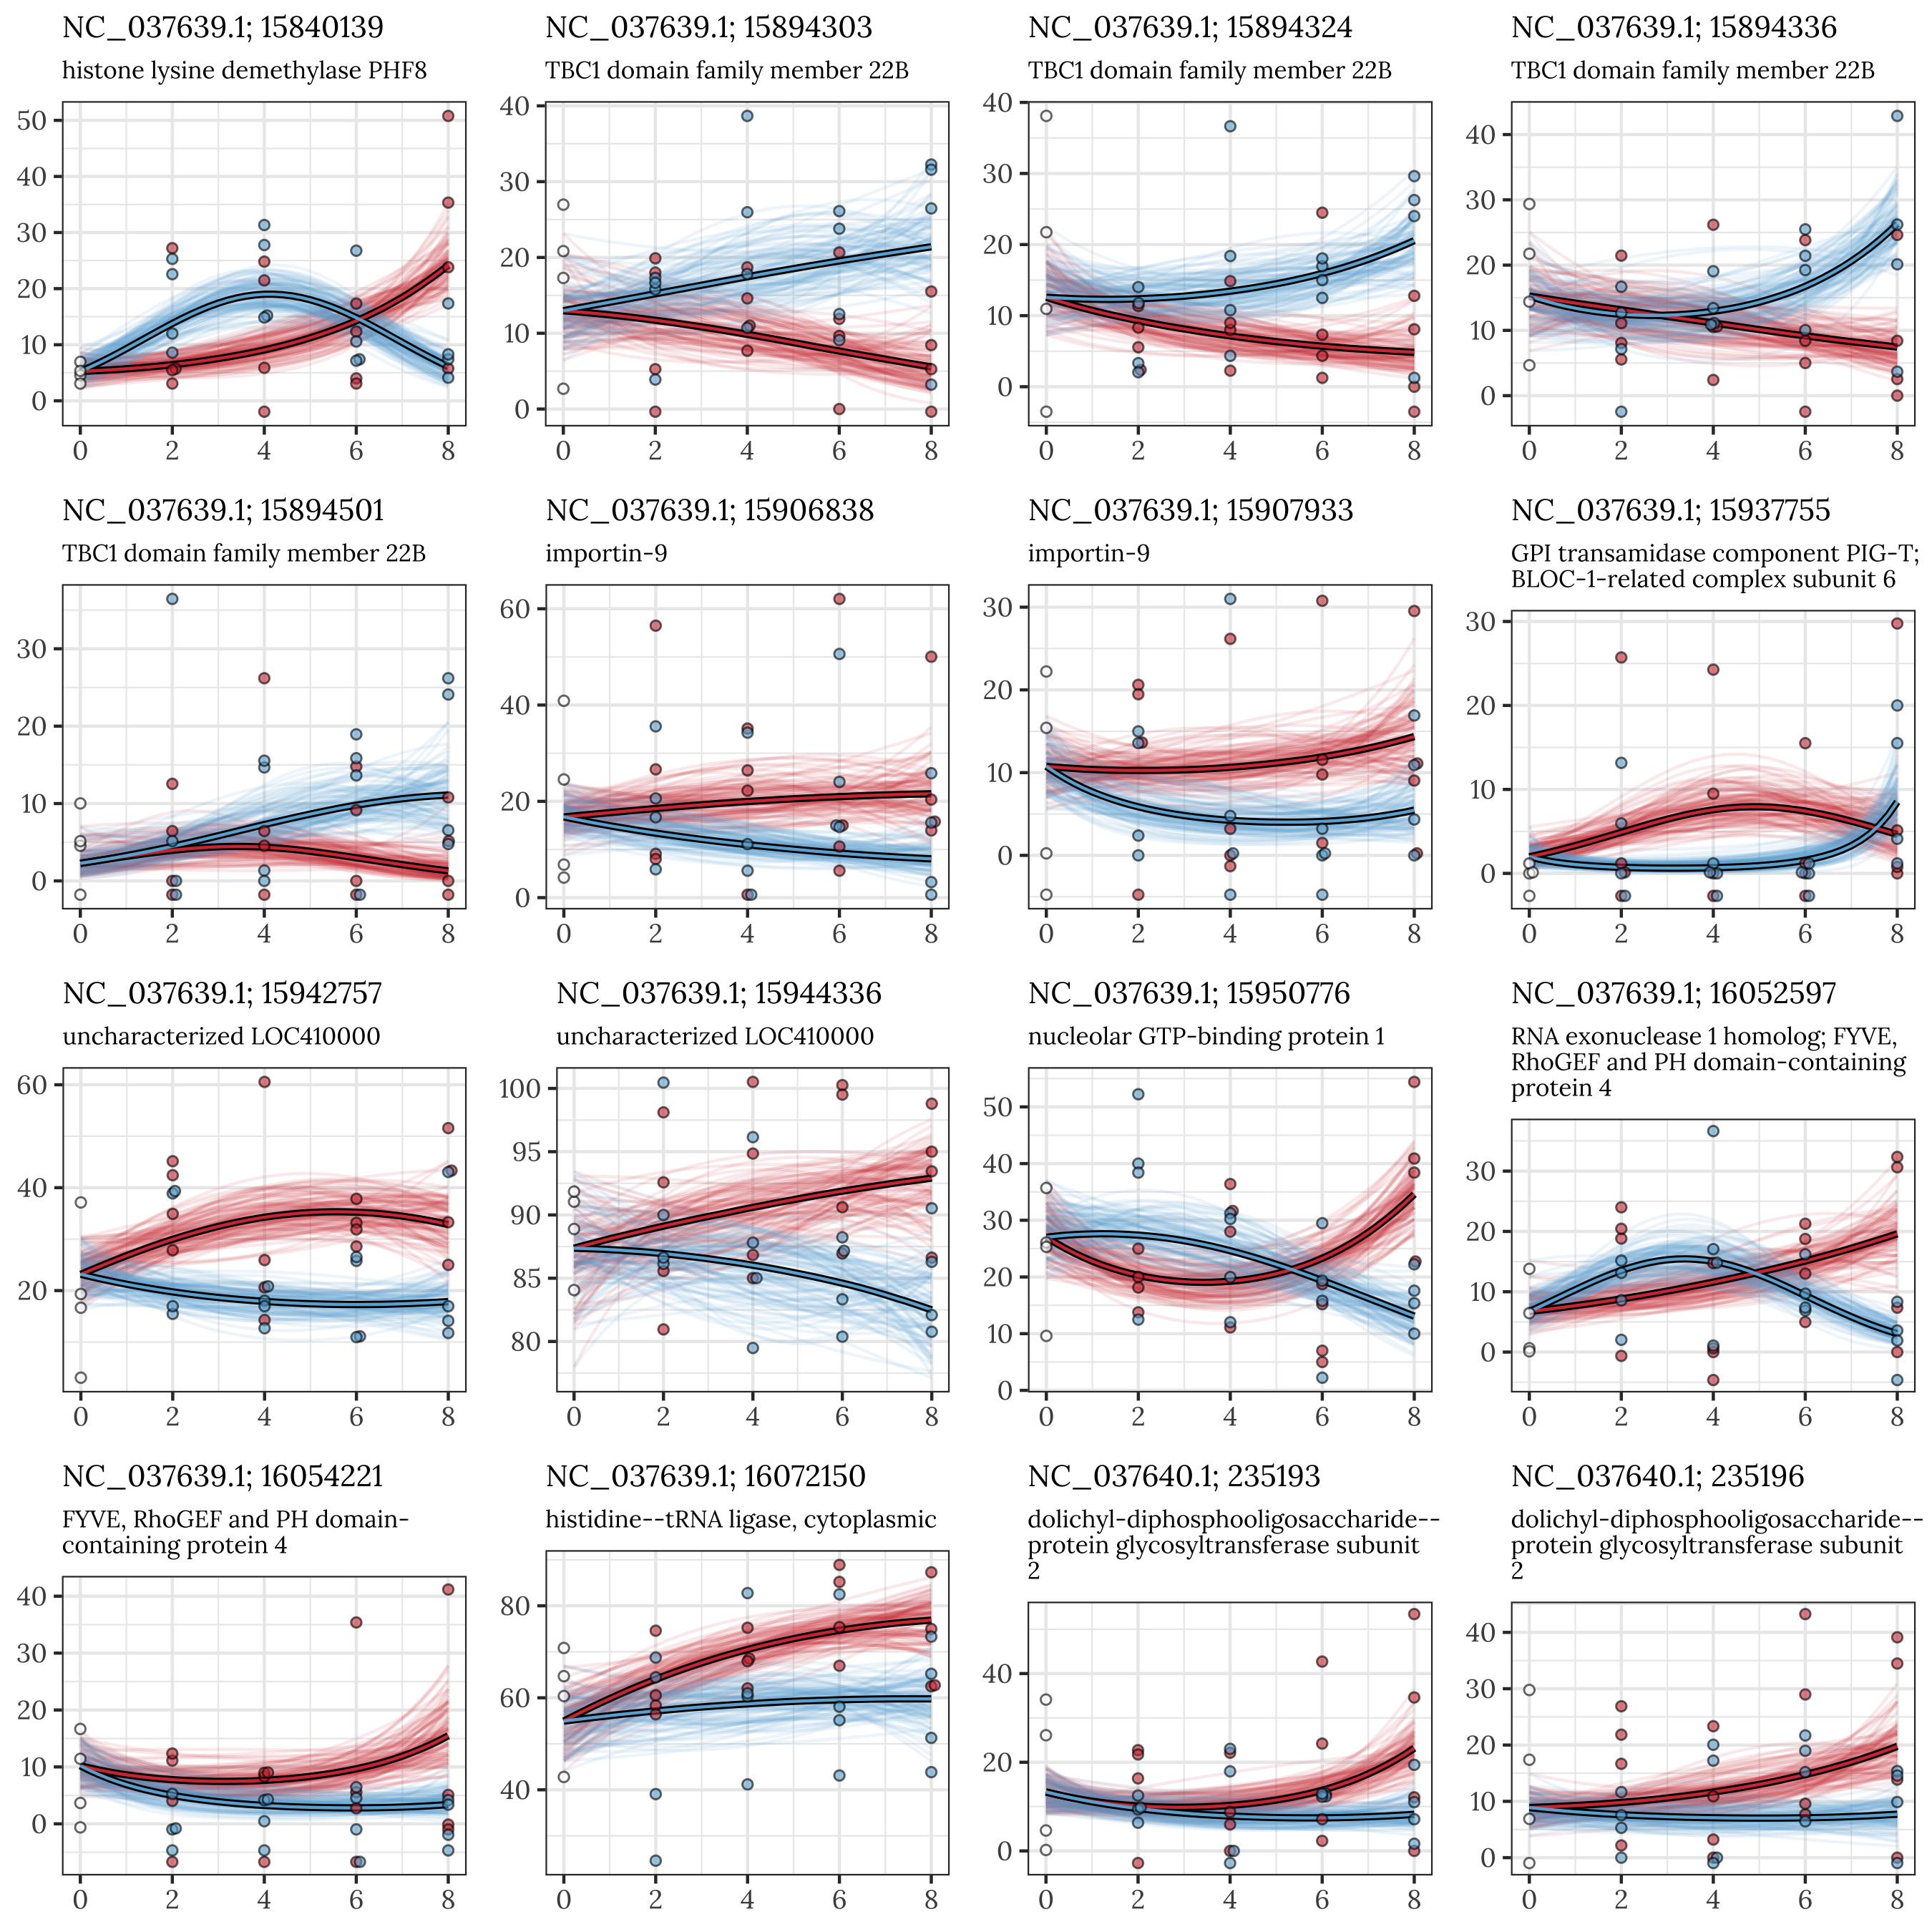 NC_037639.1; 15840139
histone lysine demethylase PHF8
50
40
30
20
10
0
0 2 4 6 8
NC_037639.1; 15894303
TBC1 domain family member 22B
40
30
20
10
0
0 2 4 6 8
NC_037639.1; 15894324
TBC1 domain family member 22B
40
30
20
10
0
0 2 4 6 8
NC_037639.1; 15894336
TBC1 domain family member 22B
40
30
20
10
0
0 2 4 6 8
NC_037639.1; 15894501
TBC1 domain family member 22B
30
20
10
0
0 2 4 6 8
NC_037639.1; 15906838
importin-9
60
40
20
0
0 2 4 6 8
NC_037639.1; 15907933
importin-9
30
20
10
0
0 2 4 6 8
NC_037639.1; 15937755
GPI transamidase component PIG-T;
BLOC-1-related complex subunit 6
30
20
10
0
0 2 4 6 8
NC_037639.1; 15942757
uncharacterized LOC410000
60
40
20
0 2 4 6 8
NC_037639.1; 15944336
uncharacterized LOC410000
100
95
90
85
80
0 2 4 6 8
NC_037639.1; 15950776
nucleolar GTP-binding protein 1
50
40
30
20
10
0
0 2 4 6 8
NC_037639.1; 16052597
RNA exonuclease 1 homolog; FYVE,
RhoGEF and PH domain-containing
protein 4
30
20
10
0
0 2 4 6 8
NC_037639.1; 16054221
FYVE, RhoGEF and PH domain-
containing protein 4
40
30
20
10
0
0 2 4 6 8
NC_037639.1; 16072150
histidine--tRNA ligase, cytoplasmic
80
60
40
0 2 4 6 8
NC_037640.1; 235193
dolichyl-diphosphooligosaccharide--
protein glycosyltransferase subunit
2
40
20
0
0 2 4 6 8
NC_037640.1; 235196
dolichyl-diphosphooligosaccharide--
protein glycosyltransferase subunit
2
40
30
20
10
0
0 2 4 6 8